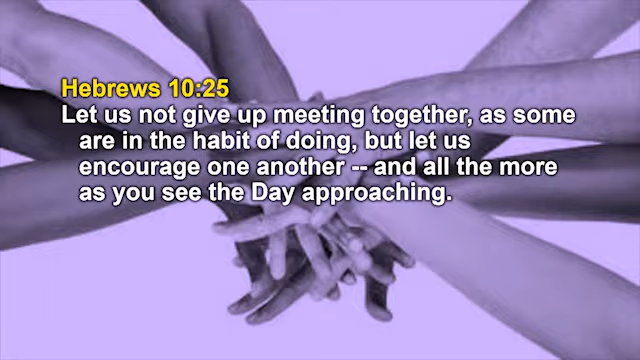 Hebrews 10:25
Let us not give up meeting together, as some
are in the habit of doing, but let us
encourage one another -- and all the more
as you see the Day approaching.